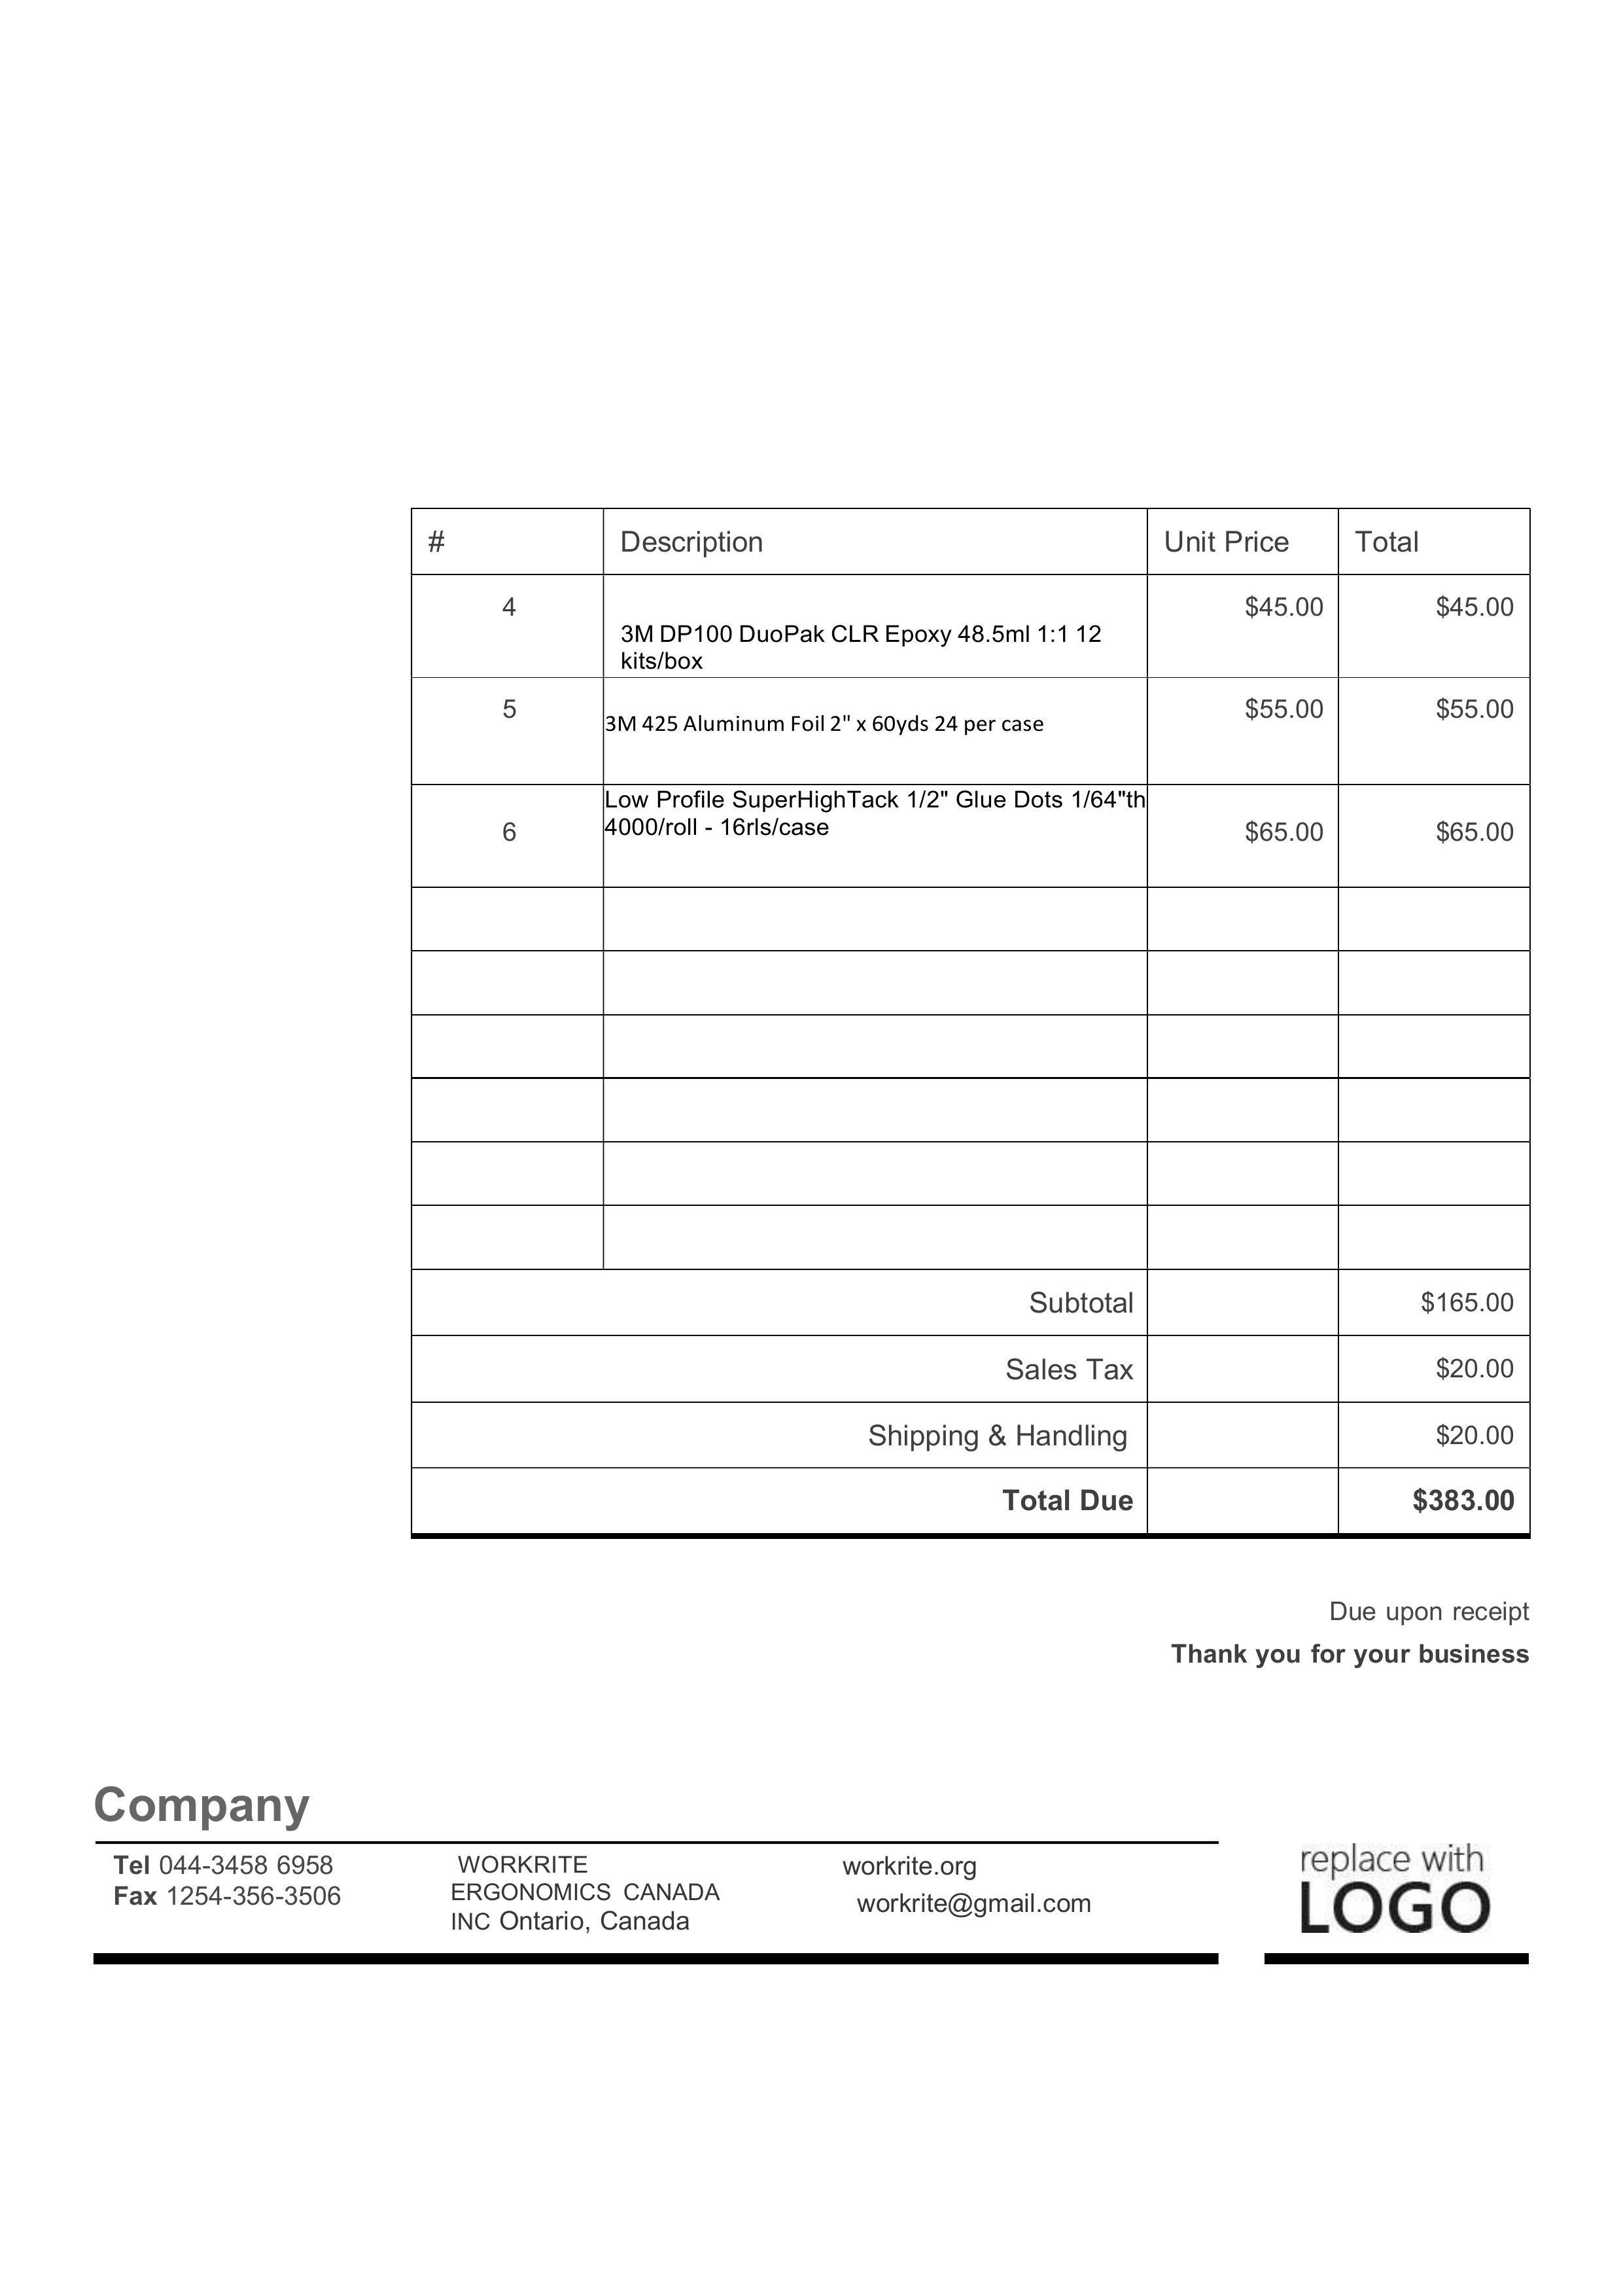 # Description Unit Price Total
4 $45.00 $45.00
3M DP100 DuoPak CLR Epoxy 48.5ml 1:1 12
kits/box
5 $55.00 $55.00
3M 425 Aluminum Foil 2" x 60yds 24 per case
Low Profile SuperHighTack 1/2" Glue Dots 1/64"th
4000/roll - 16rls/case
6 $65.00 $65.00
Subtotal $165.00
Sales Tax $20.00
Shipping & Handling $20.00
Total Due $383.00
Due upon receipt
Thank you for your business
Company
Tel 044-3458 6958
Fax 1254-356-3506
WORKRITE
ERGONOMICS CANADA
INC Ontario, Canada
workrite.org
workrite@gmail.com
replace with
LOGO